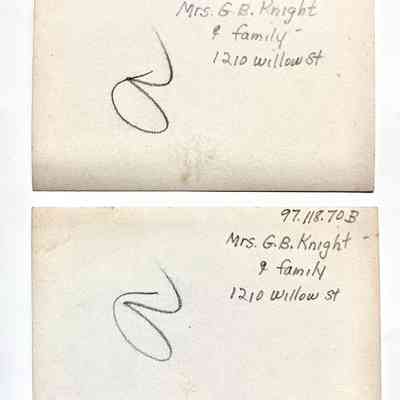 Mrs. G. B. Knight
& family -
1210 Willow St
97.118.70B
Mrs. G. B. Knight -
& family
1210 Willow St